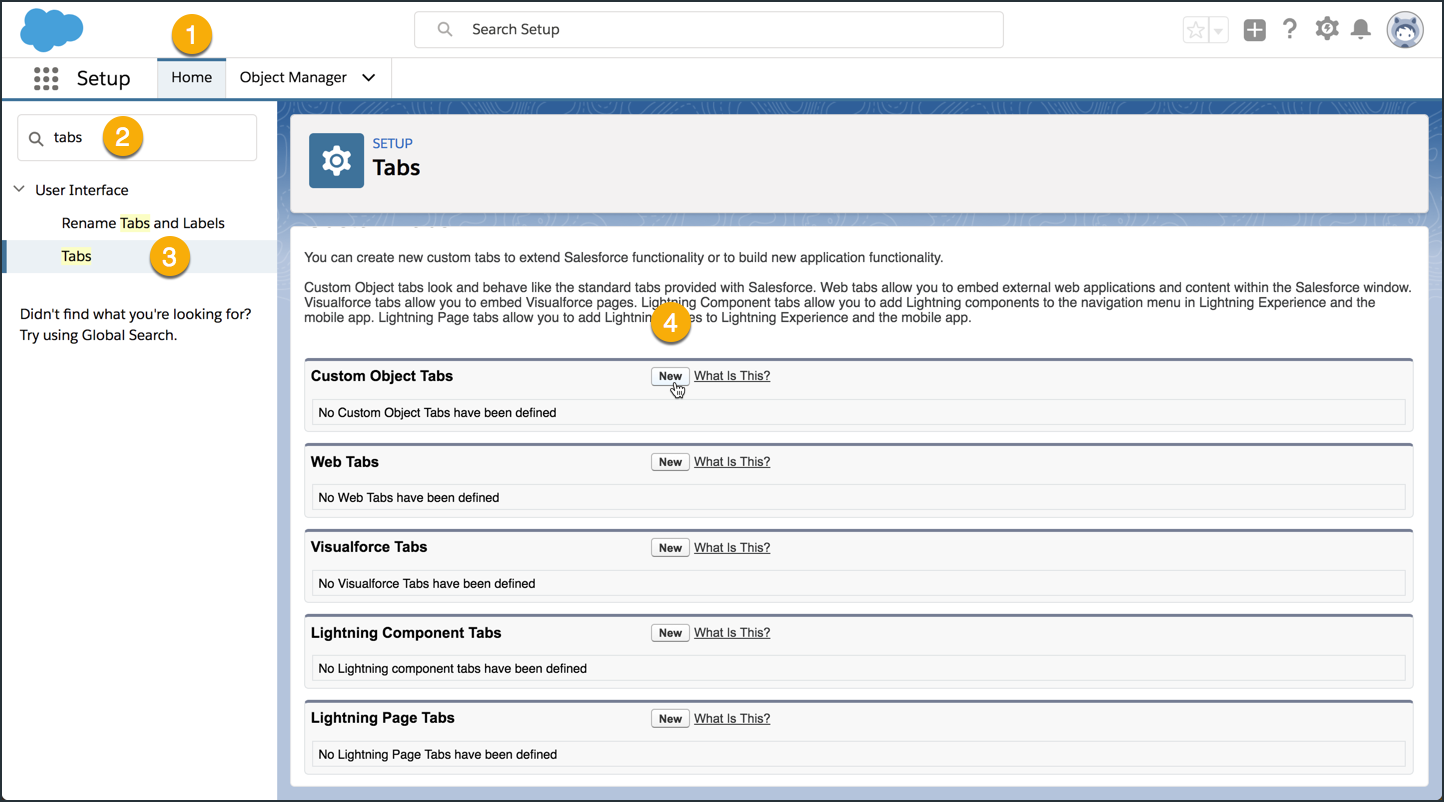 1
Search Setup
Setup
Home
Object Manager
tabs
2
User Interface
Rename Tabs and Labels
Tabs
3
Didn't find what you're looking for?
Try using Global Search.
SETUP
Tabs
You can create new custom tabs to extend Salesforce functionality or to build new application functionality.
Custom Object tabs look and behave like the standard tabs provided with Salesforce. Web tabs allow you to embed external web applications and content within the Salesforce window.
Visualforce tabs allow you to embed Visualforce pages. Lightning Component tabs allow you to add Lightning components to the navigation menu in Lightning Experience and the
mobile app. Lightning Page tabs allow you to add to Lightning Experience and the mobile app.
4
Custom Object Tabs
New
What Is This?
No Custom Object Tabs have been defined
Web Tabs
New
What Is This?
No Web Tabs have been defined
Visualforce Tabs
New
What Is This?
No Visualforce Tabs have been defined
Lightning Component Tabs
New
What Is This?
No Lightning component tabs have been defined
Lightning Page Tabs
New
What Is This?
No Lightning Page Tabs have been defined